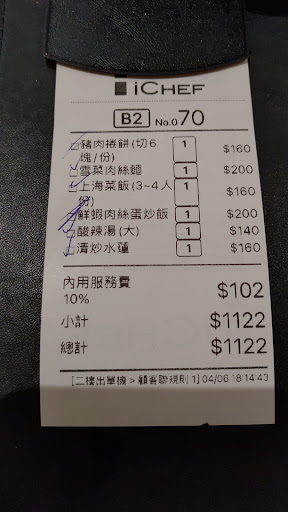 iCHEF
B2 No.0 70
□豬肉捲餅(切6 1 $160
塊/份)
□雪菜肉絲麵 1 $200
□上海菜飯(3~4人 1 $160
份)
□鮮蝦肉絲蛋炒飯 1 $200
□酸辣湯(大) 1 $140
□清炒水蓮 1 $160
內用服務費 $102
10%
小計 $1122
總計 $1122
[二樓出單機 > 顧客聯規則 1] 04/06 18:14:43